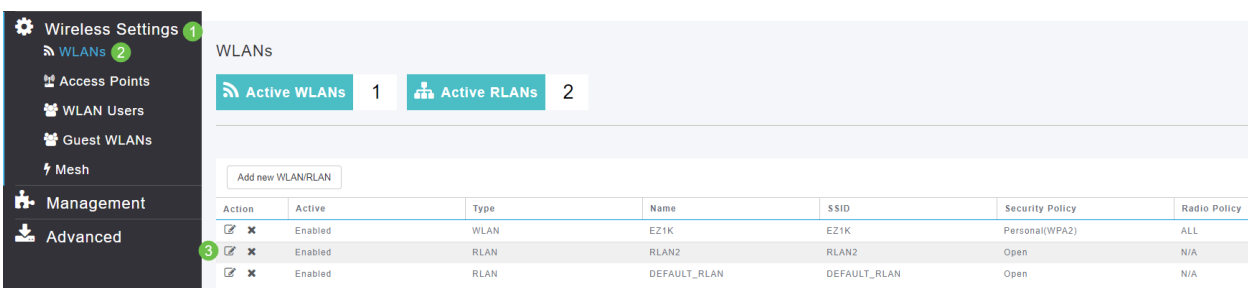 Wireless Settings 1
WLANs 2
Access Points
WLAN Users
Guest WLANs
Mesh
Management
Advanced
WLANs
Active WLANs 1 Active RLANs 2
Add new WLAN/RLAN
Action Active Type Name SSID Security Policy Radio Policy
Enabled WLAN EZ1K EZ1K Personal(WPA2) ALL
3 Enabled RLAN RLAN2 RLAN2 Open N/A
Enabled RLAN DEFAULT_RLAN DEFAULT_RLAN Open N/A